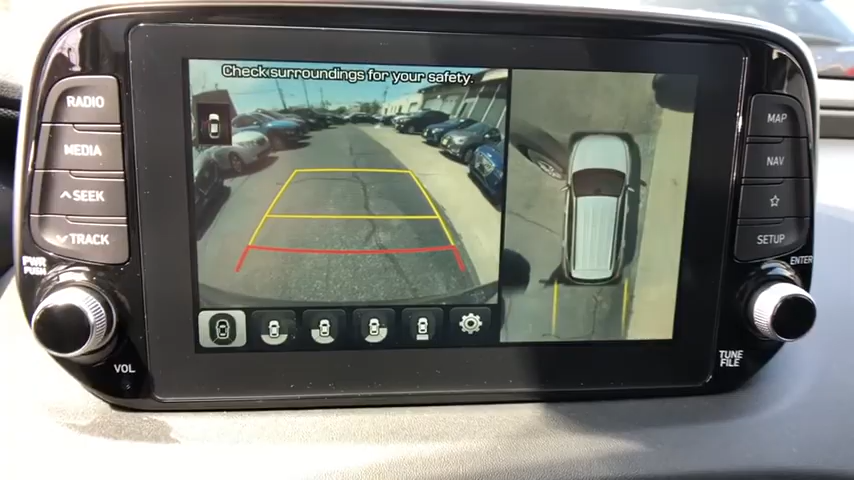 Check surroundings for your safety.
RADIO
MEDIA
SEEK
TRACK
PWR
PUSH
VOL
MAP
NAV
SETUP
ENTER
TUNE
FILE